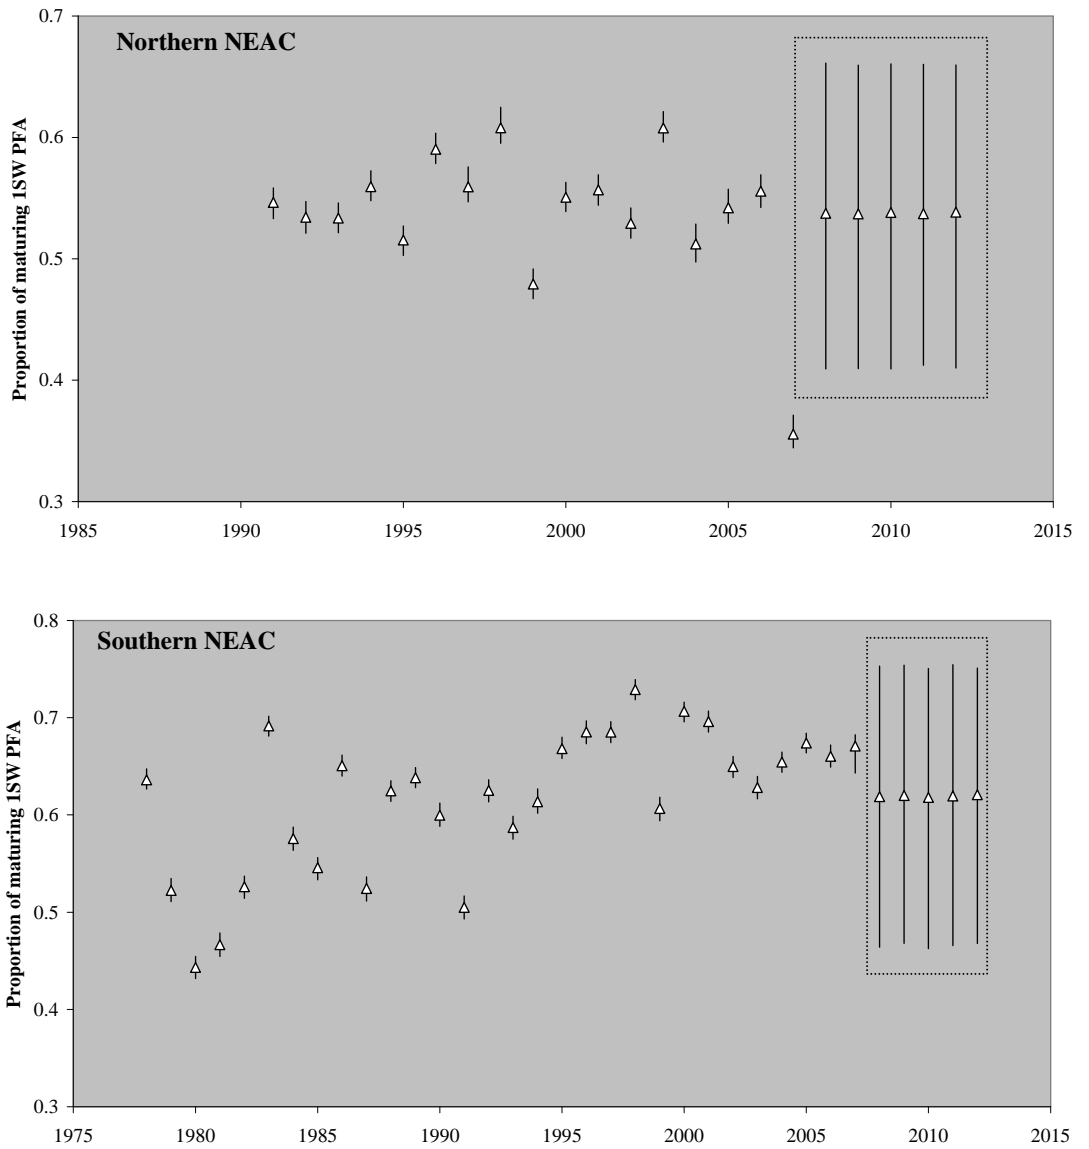 Northern NEAC
Proportion of maturing 1SW PFA
0.7
0.6
0.5
0.4
0.3
1985 1990 1995 2000 2005 2010 2015
Southern NEAC
Proportion of maturing 1SW PFA
0.8
0.7
0.6
0.5
0.4
0.3
1975 1980 1985 1990 1995 2000 2005 2010 2015